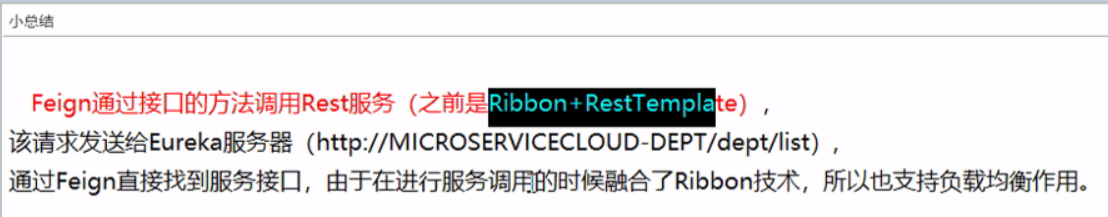 小总结
Feign通过接口的方法调用Rest服务（之前是Ribbon+RestTemplate），
该请求发送给Eureka服务器（http://MICROSERVICECLOUD-DEPT/dept/list），
通过Feign直接找到服务接口，由于在进行服务调用的时候融合了Ribbon技术，所以也支持负载均衡作用。